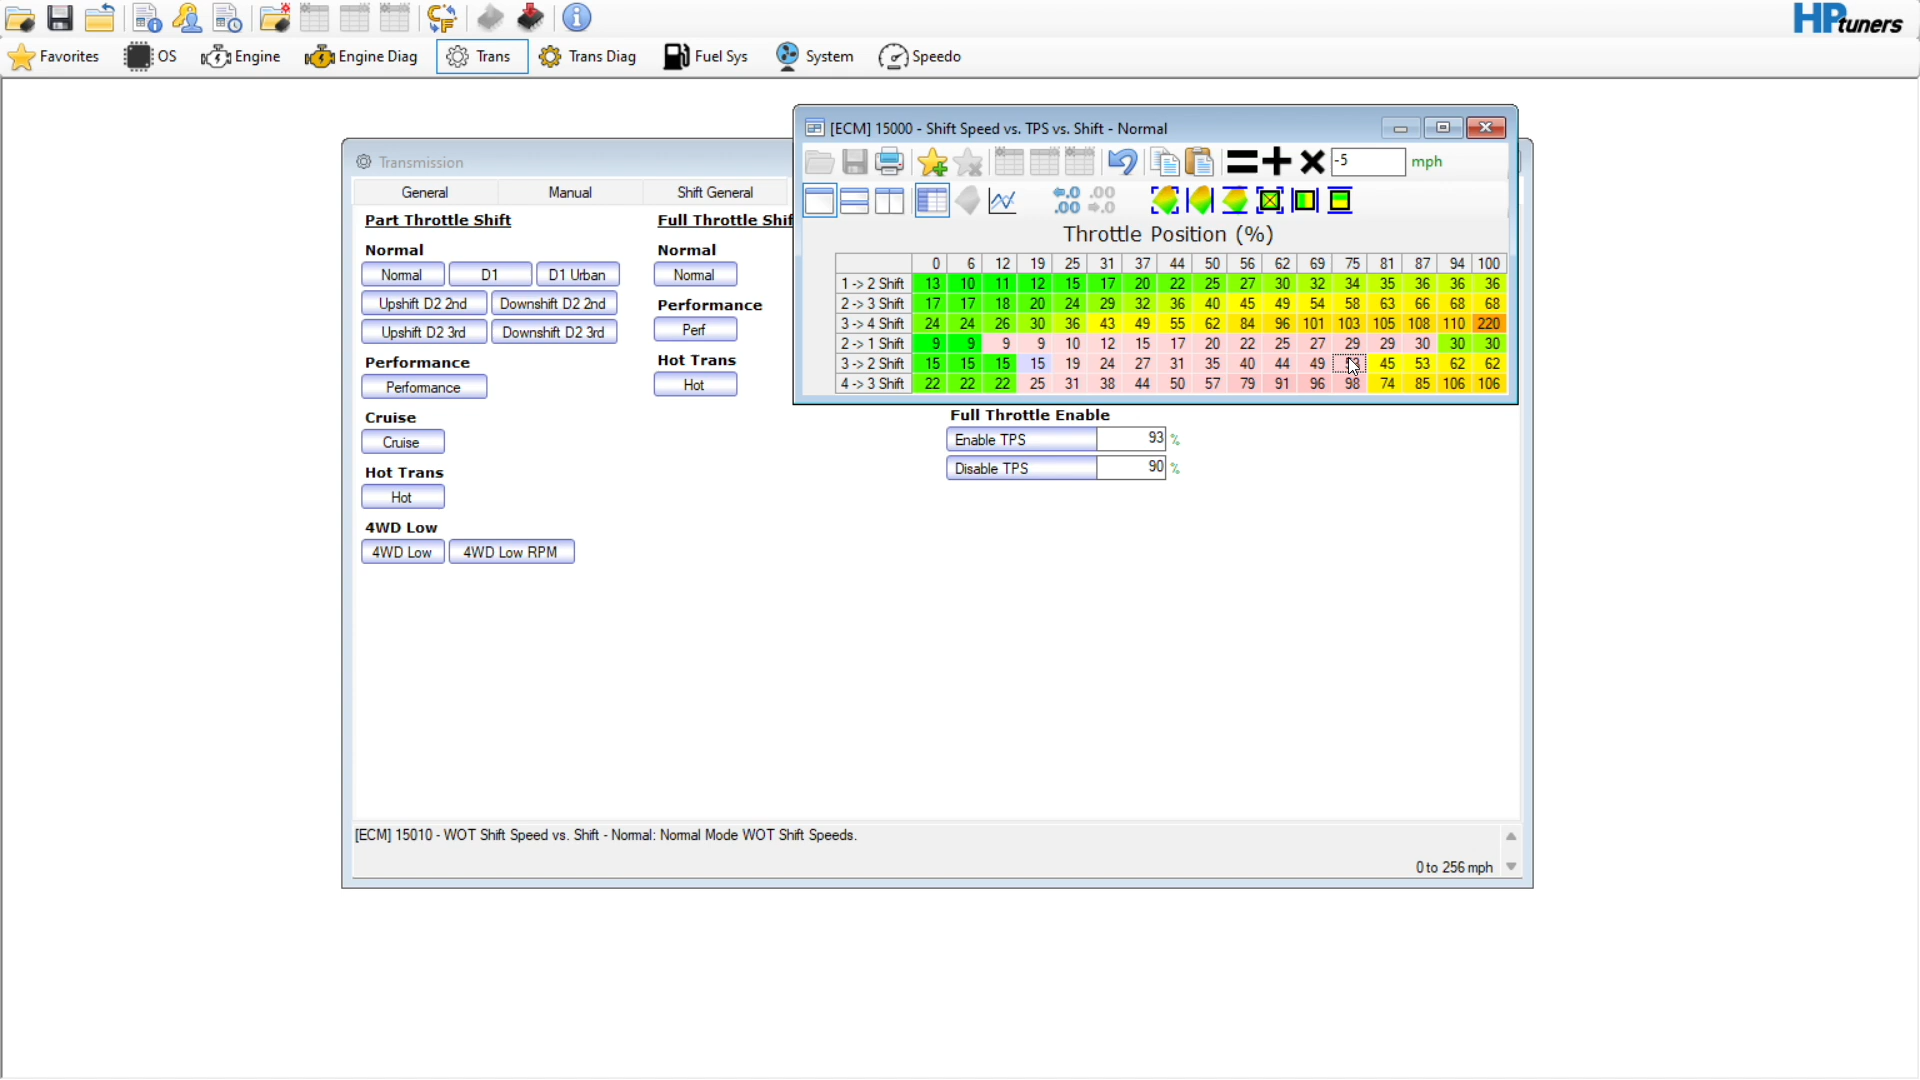 HPtuners
Favorites OS Engine Engine Diag Trans Trans Diag Fuel Sys System Speedo
Transmission
General Manual Shift General
Part Throttle Shift
Normal
Normal D1 D1 Urban
Upshift D2 2nd Downshift D2 2nd
Upshift D2 3rd Downshift D2 3rd
Performance
Performance
Cruise
Cruise
Hot Trans
Hot
4WD Low
4WD Low 4WD Low RPM
Full Throttle Shif
Normal
Normal
Performance
Perf
Hot Trans
Hot
[ECM] 15000 - Shift Speed vs. TPS vs. Shift - Normal
-5 mph
Throttle Position (%)
0 6 12 19 25 31 37 44 50 56 62 69 75 81 87 94 100
1 -> 2 Shift 13 10 11 12 15 17 20 22 25 27 30 32 34 35 36 36 36
2 -> 3 Shift 17 17 18 20 24 29 32 36 40 45 49 54 58 63 66 68 68
3 -> 4 Shift 24 24 26 30 36 43 49 55 62 84 96 101 103 105 108 110 220
2 -> 1 Shift 9 9 9 9 10 12 15 17 20 22 25 27 29 29 30 30 30
3 -> 2 Shift 15 15 15 15 19 24 27 31 35 40 44 49 45 53 62 62
4 -> 3 Shift 22 22 22 25 31 38 44 50 57 79 91 96 98 74 85 106 106
Full Throttle Enable
Enable TPS 93 %
Disable TPS 90 %
[ECM] 15010 - WOT Shift Speed vs. Shift - Normal: Normal Mode WOT Shift Speeds.
0 to 256 mph